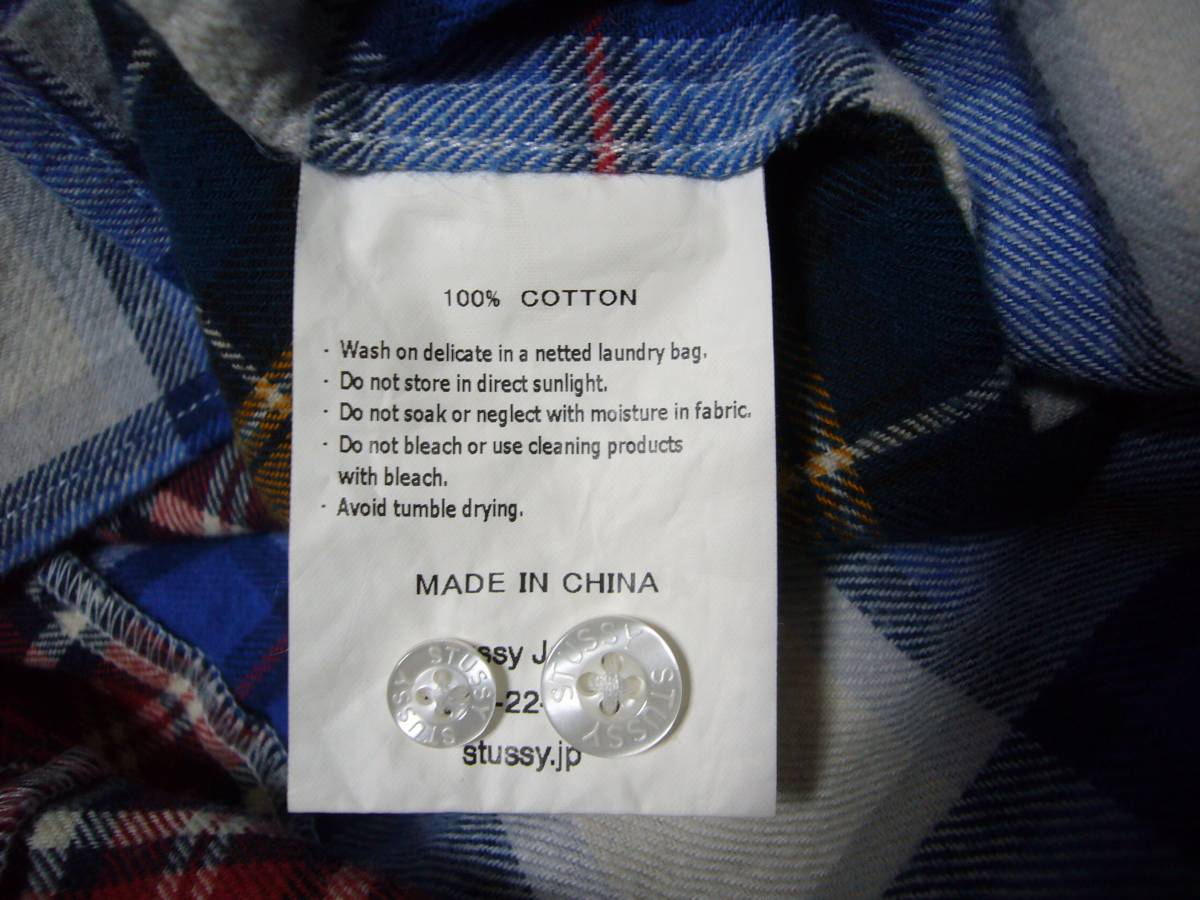 100% COTTON
· Wash on delicate in a netted laundry bag.
· Do not store in direct sunlight.
· Do not soak or neglect with moisture in fabric.
· Do not bleach or use cleaning products
with bleach.
· Avoid tumble drying.
MADE IN CHINA
ssy J
-22-
stussy.jp
STUSSY STUSSY
STUSSY STUSSY